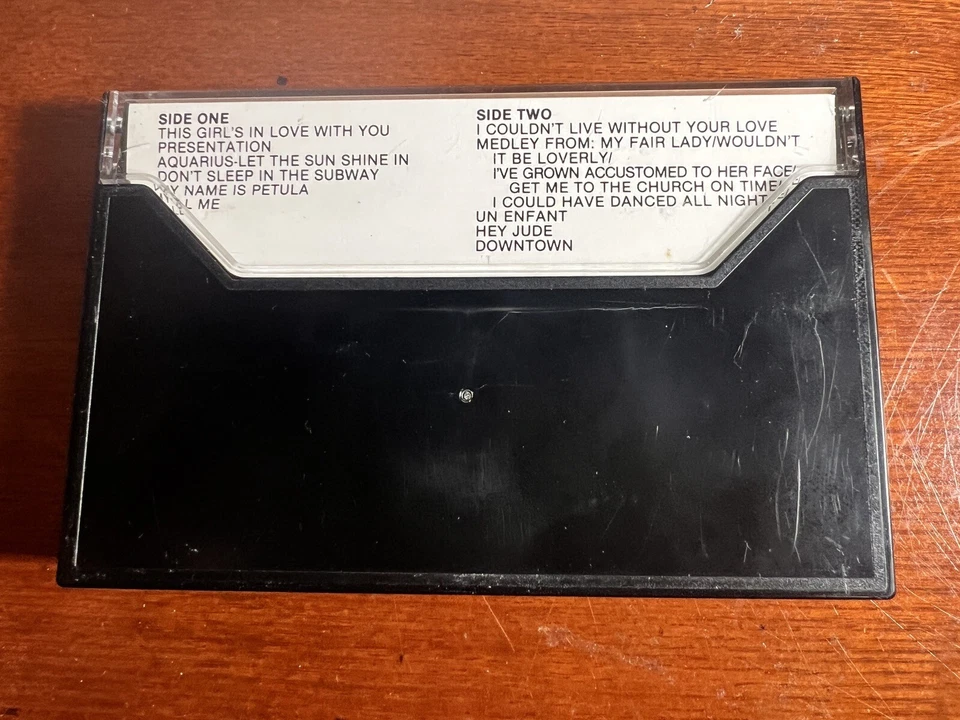 SIDE ONE
THIS GIRL'S IN LOVE WITH YOU
PRESENTATION
AQUARIUS-LET THE SUN SHINE IN
DON'T SLEEP IN THE SUBWAY
MY NAME IS PETULA
ME
SIDE TWO
I COULDN'T LIVE WITHOUT YOUR LOVE
MEDLEY FROM: MY FAIR LADY/WOULDN'T
IT BE LOVERLY/
I'VE GROWN ACCUSTOMED TO HER FACE/
GET ME TO THE CHURCH ON TIME/
I COULD HAVE DANCED ALL NIGHT
UN ENFANT
HEY JUDE
DOWNTOWN